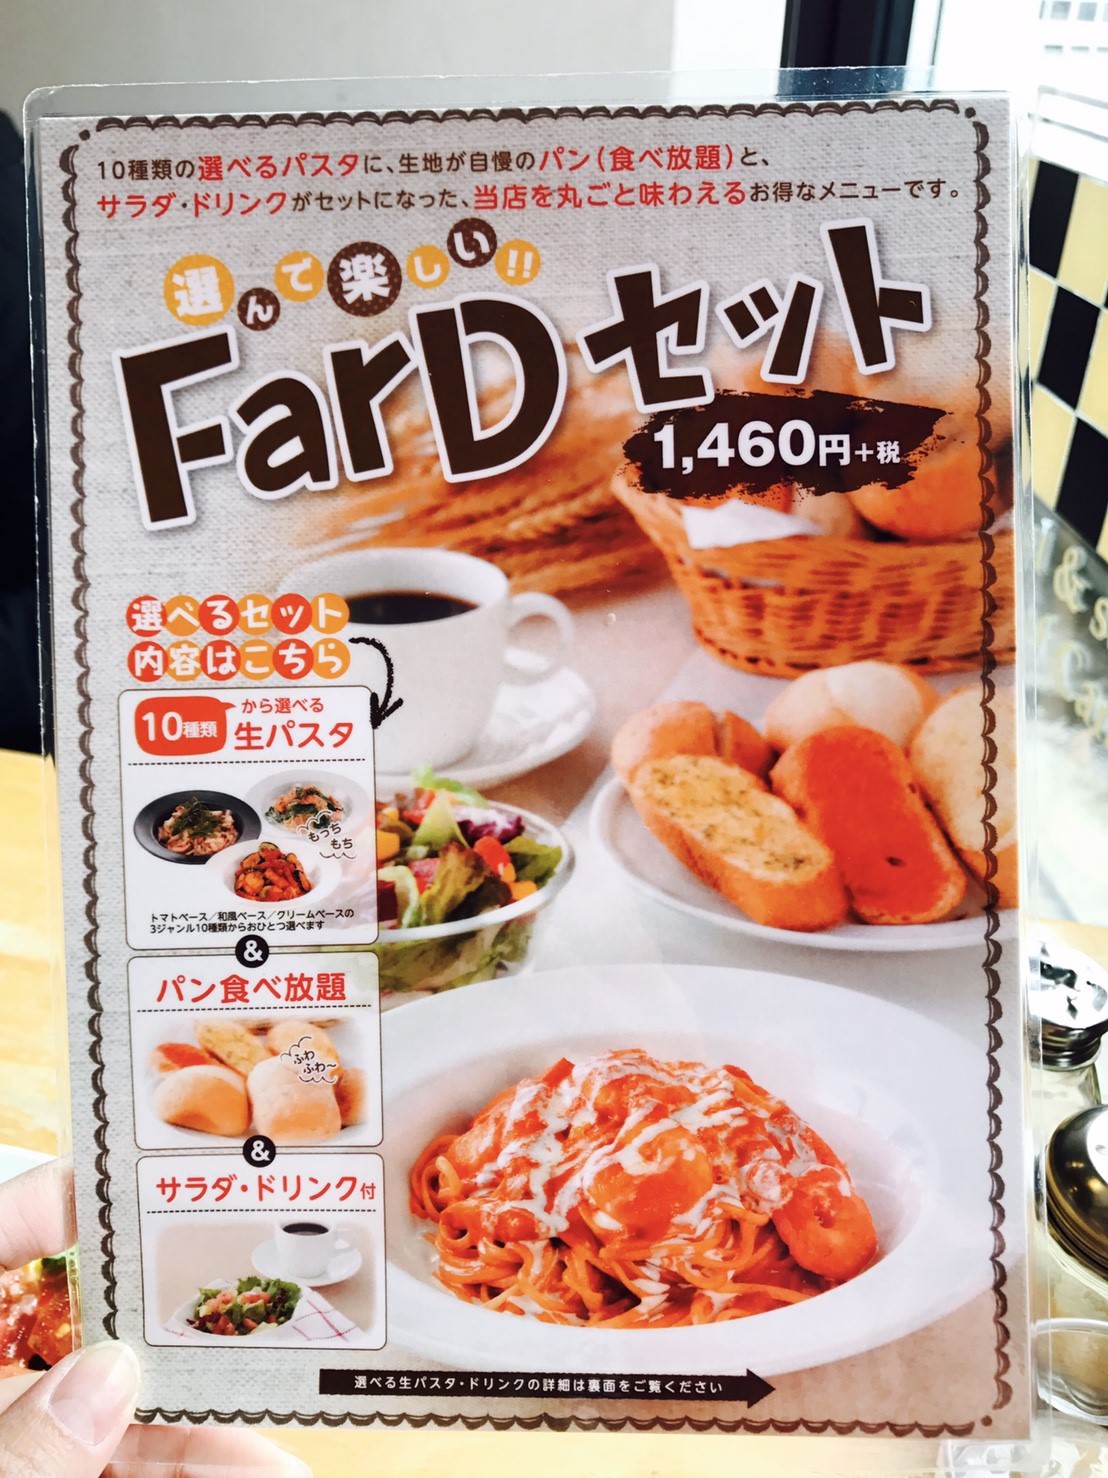 10種類の選べるパスタに、生地が自慢のパン(食べ放題)と、
サラダ・ドリンクがセットになった、当店を丸ごと味わえるお得なメニューです。
選んで楽しい!!
FarDセット
1,460円+税
選べるセット
内容はこちら
10種類から選べる
生パスタ
もっち
もち
トマトベース/和風ベース/クリームベースの
3ジャンル10種類からおひとつ選べます
&
パン食べ放題
ふわ
ふわ〜
&
サラダ・ドリンク付
選べる生パスタ・ドリンクの詳細は裏面をご覧ください